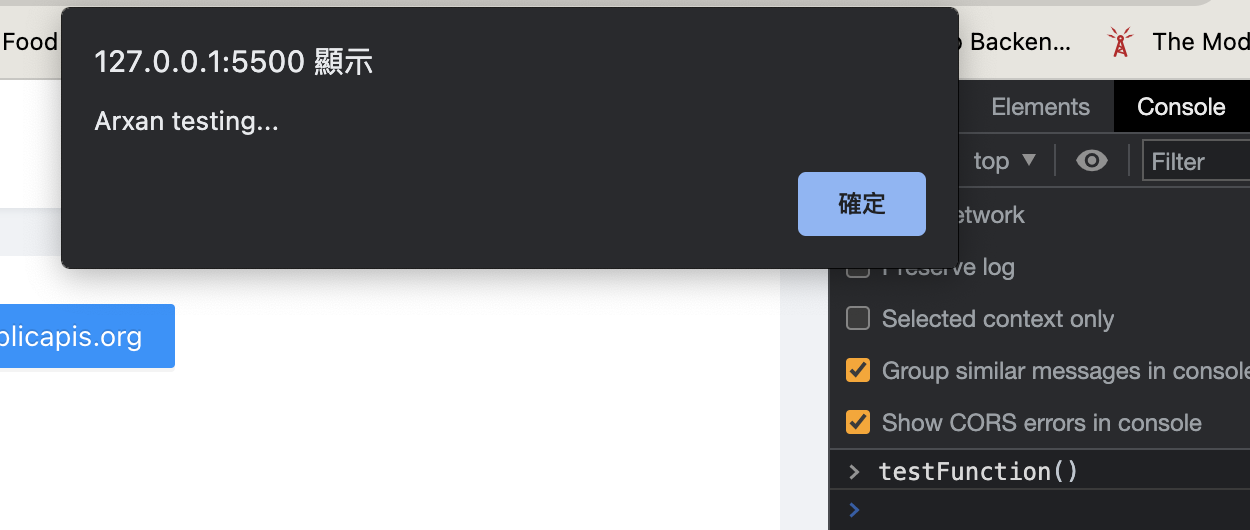 Food
127.0.0.1:5500 顯示
Arxan testing...
確定
Backen...
The Mod
Elements
Console
top
Filter
etwork
Preserve log
Selected context only
Group similar messages in console
Show CORS errors in console
> testFunction()
>
plicapis.org